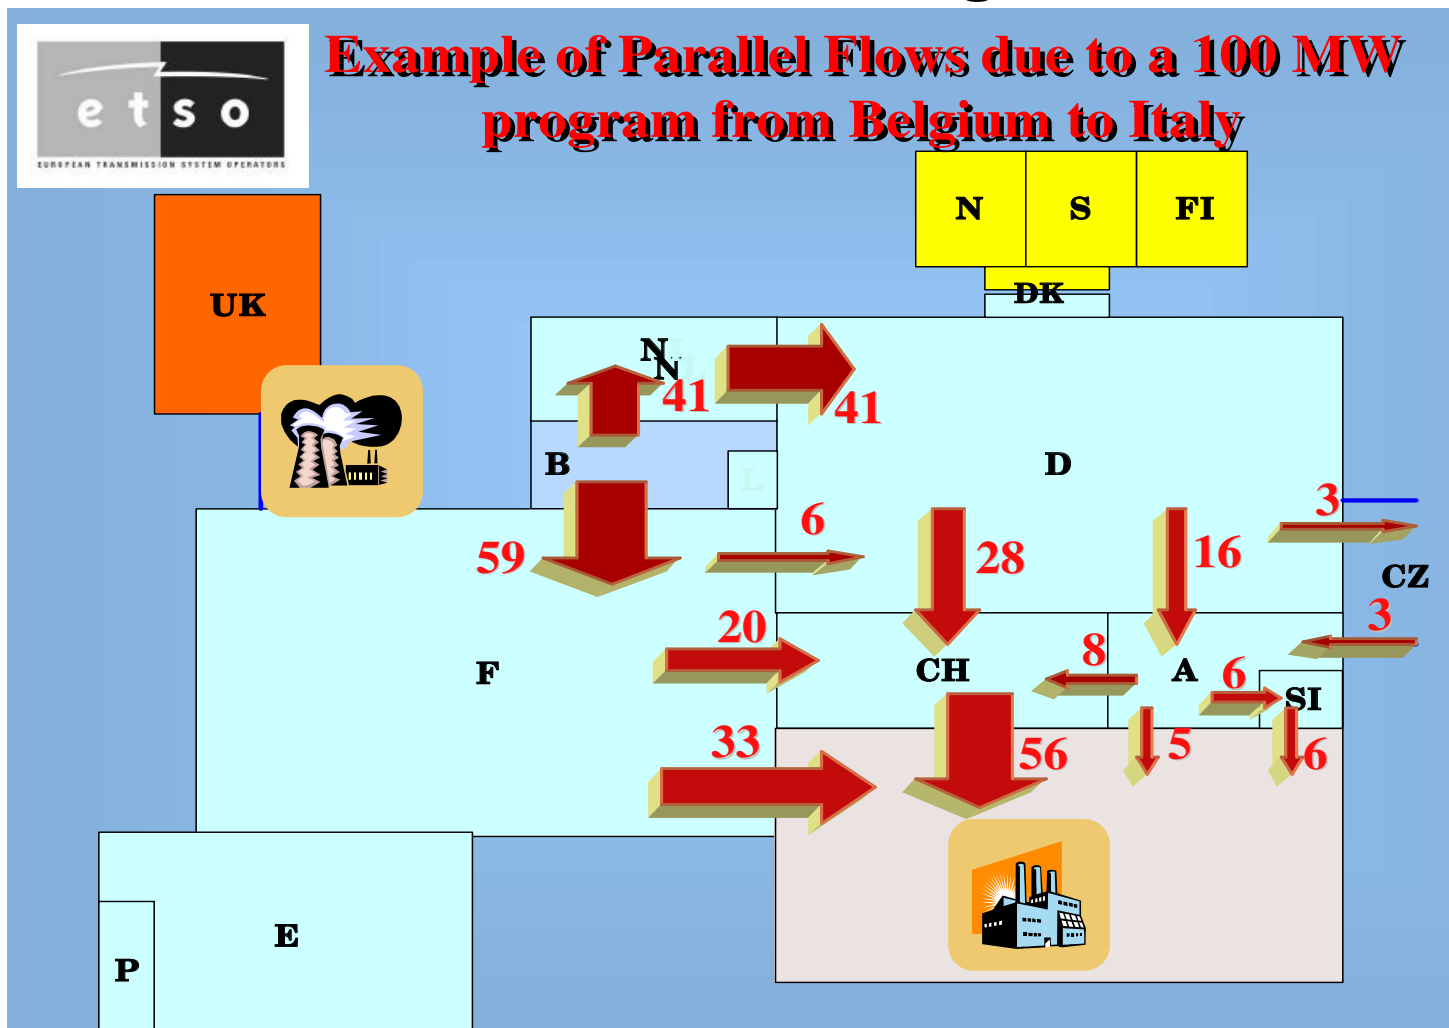 Example of Parallel Flows due to a 100 MW
program from Belgium to Italy
etso
EUROPEAN TRANSMISSION SYSTEM OPERATORS
N S FI
DK
UK
N
N
41
41
B
L
D
59
6
28
16
3
CZ
3
20
F
CH
8
A
6
SI
33
56
5
6
E
P